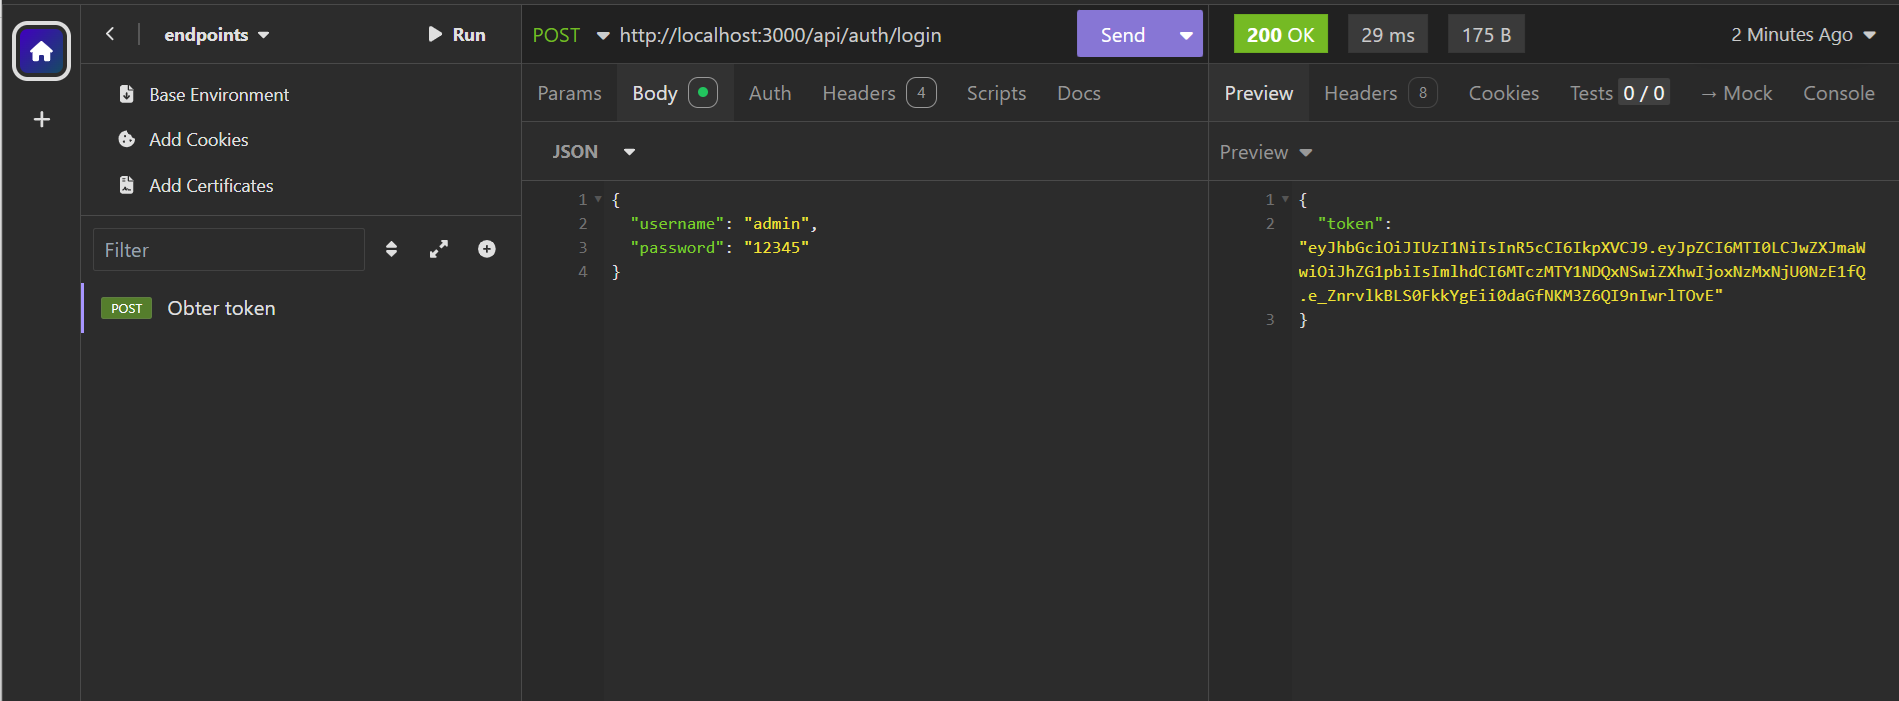 endpoints
Run
Base Environment
Add Cookies
Add Certificates
Filter
POST Obter token
POST http://localhost:3000/api/auth/login
Send
Params Body Auth Headers 4 Scripts Docs
JSON
1 {
2 "username": "admin",
3 "password": "12345"
4 }
200 OK 29 ms 175 B 2 Minutes Ago
Preview Headers 8 Cookies Tests 0 / 0 → Mock Console
Preview
1 {
2 "token":
"eyJhbGciOiJIUzI1NiIsInR5cCI6IkpXVCJ9.eyJpZCI6MTI0LCJwZXJmaW
wiOiJhZG1pbiIsImlhdCI6MTczMTY1NDQxNSwiZXhwIjoxNzMxNjU0NzE1fQ
.e_ZnrvlkBLS0FkkYgEii0daGfNKM3Z6QI9nIwrlTOvE"
3 }